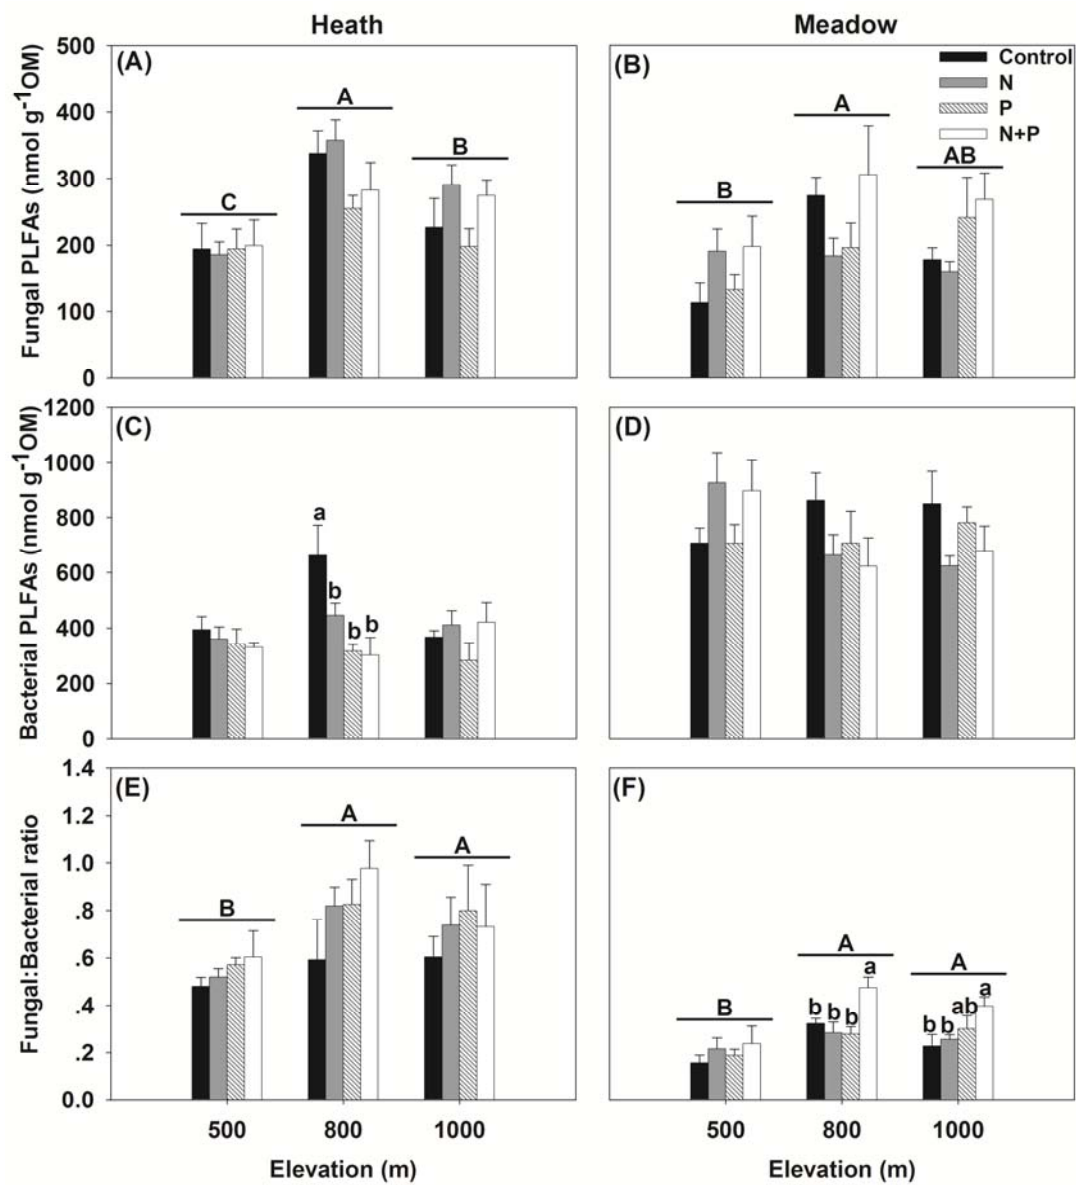 Heath
Meadow
Fungal PLFAs (nmol g⁻¹OM)
500
400
300
200
100
0
(A)
C
A
B
(B)
B
A
AB
Control
N
P
N+P
Bacterial PLFAs (nmol g⁻¹OM)
1200
1000
800
600
400
200
0
(C)
a
b
b
b
(D)
Fungal:Bacterial ratio
1.4
1.2
1.0
.8
.6
.4
.2
0.0
(E)
B
A
A
(F)
B
A
A
b b b a
b b ab a
500 800 1000
500 800 1000
Elevation (m)
Elevation (m)